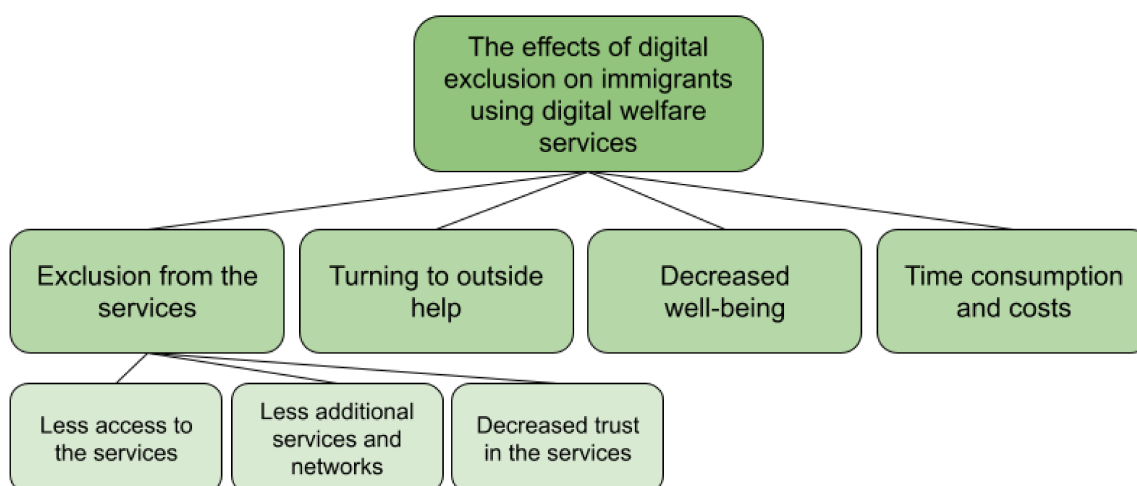 The effects of digital
exclusion on immigrants
using digital welfare
services
Exclusion from the
services
Turning to outside
help
Decreased
well-being
Time consumption
and costs
Less access to
the services
Less additional
services and
networks
Decreased trust
in the services